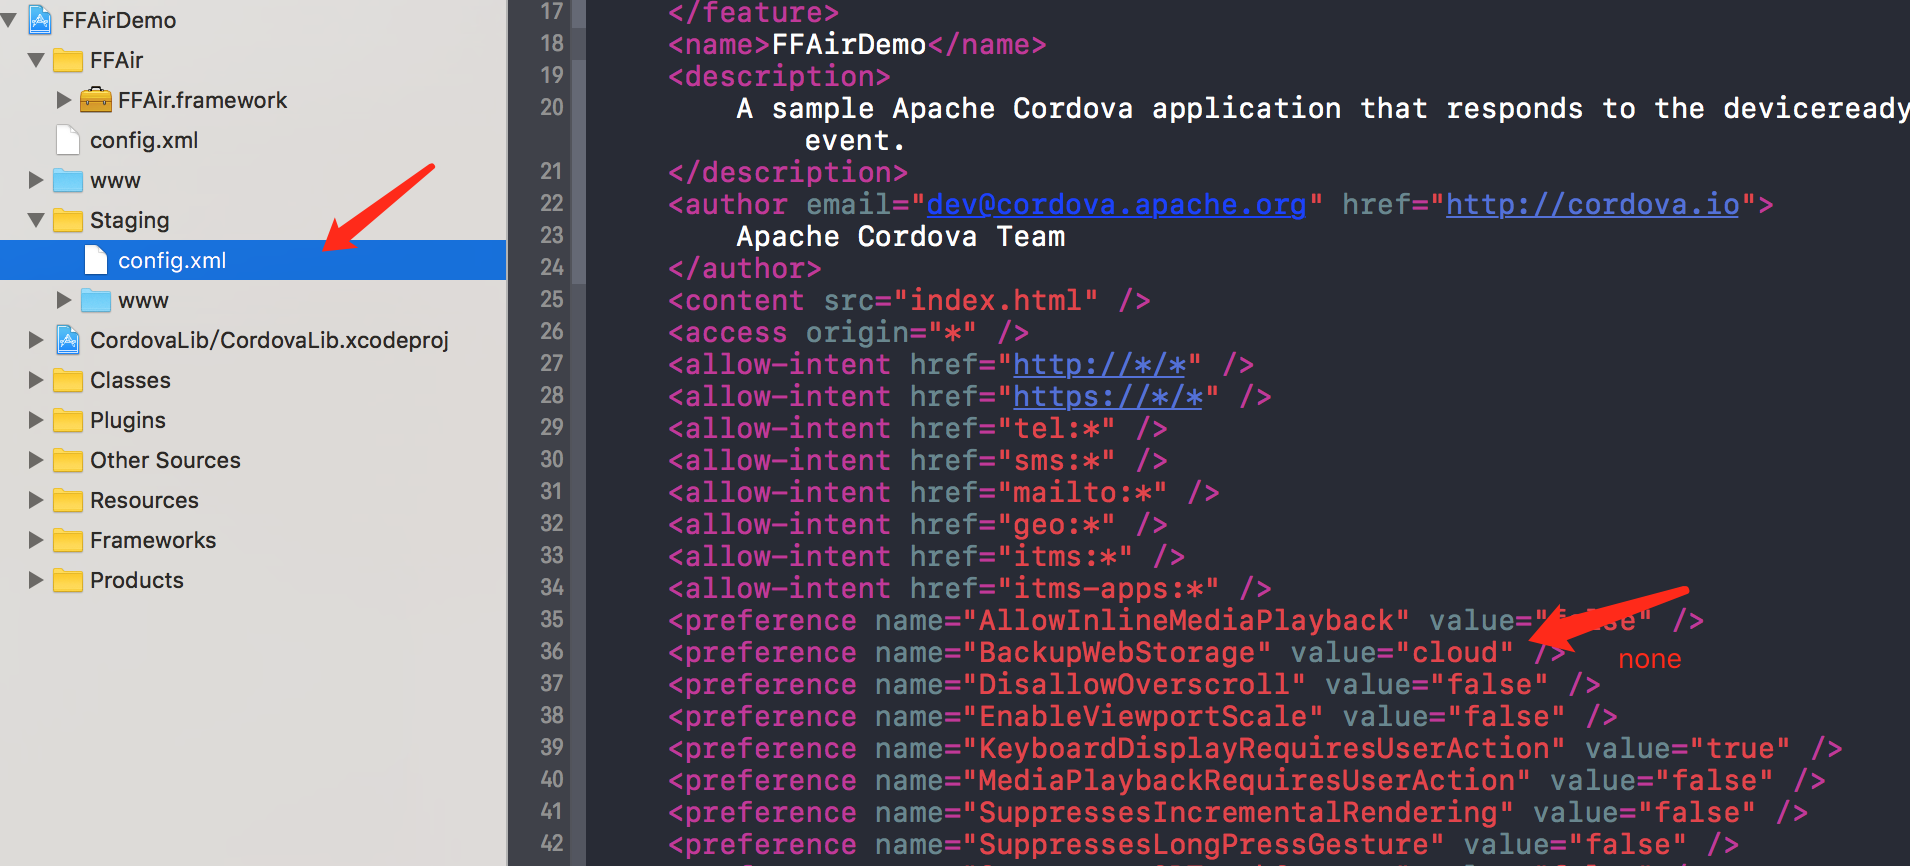 FFAirDemo
FFAir
FFAir.framework
config.xml
www
Staging
config.xml
www
CordovaLib/CordovaLib.xcodeproj
Classes
Plugins
Other Sources
Resources
Frameworks
Products
17 </feature>
18 <name>FFAirDemo</name>
19 <description>
20 A sample Apache Cordova application that responds to the deviceready
event.
21 </description>
22 <author email="dev@cordova.apache.org" href="http://cordova.io">
23 Apache Cordova Team
24 </author>
25 <content src="index.html" />
26 <access origin="*" />
27 <allow-intent href="http://*/*" />
28 <allow-intent href="https://*/*" />
29 <allow-intent href="tel:*" />
30 <allow-intent href="sms:*" />
31 <allow-intent href="mailto:*" />
32 <allow-intent href="geo:*" />
33 <allow-intent href="itms:*" />
34 <allow-intent href="itms-apps:*" />
35 <preference name="AllowInlineMediaPlayback" value="false" />
36 <preference name="BackupWebStorage" value="cloud" />
none
37 <preference name="DisallowOverscroll" value="false" />
38 <preference name="EnableViewportScale" value="false" />
39 <preference name="KeyboardDisplayRequiresUserAction" value="true" />
40 <preference name="MediaPlaybackRequiresUserAction" value="false" />
41 <preference name="SuppressesIncrementalRendering" value="false" />
42 <preference name="SuppressesLongPressGesture" value="false" />